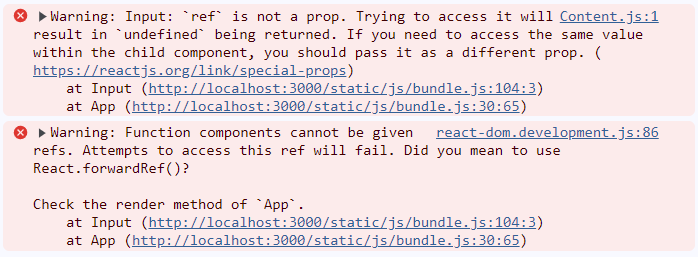 ▶Warning: Input: `ref` is not a prop. Trying to access it will Content.js:1
result in `undefined` being returned. If you need to access the same value
within the child component, you should pass it as a different prop. (
https://reactjs.org/link/special-props)
at Input (http://localhost:3000/static/js/bundle.js:104:3)
at App (http://localhost:3000/static/js/bundle.js:30:65)
▶Warning: Function components cannot be given react-dom.development.js:86
refs. Attempts to access this ref will fail. Did you mean to use
React.forwardRef()?
Check the render method of `App`.
at Input (http://localhost:3000/static/js/bundle.js:104:3)
at App (http://localhost:3000/static/js/bundle.js:30:65)